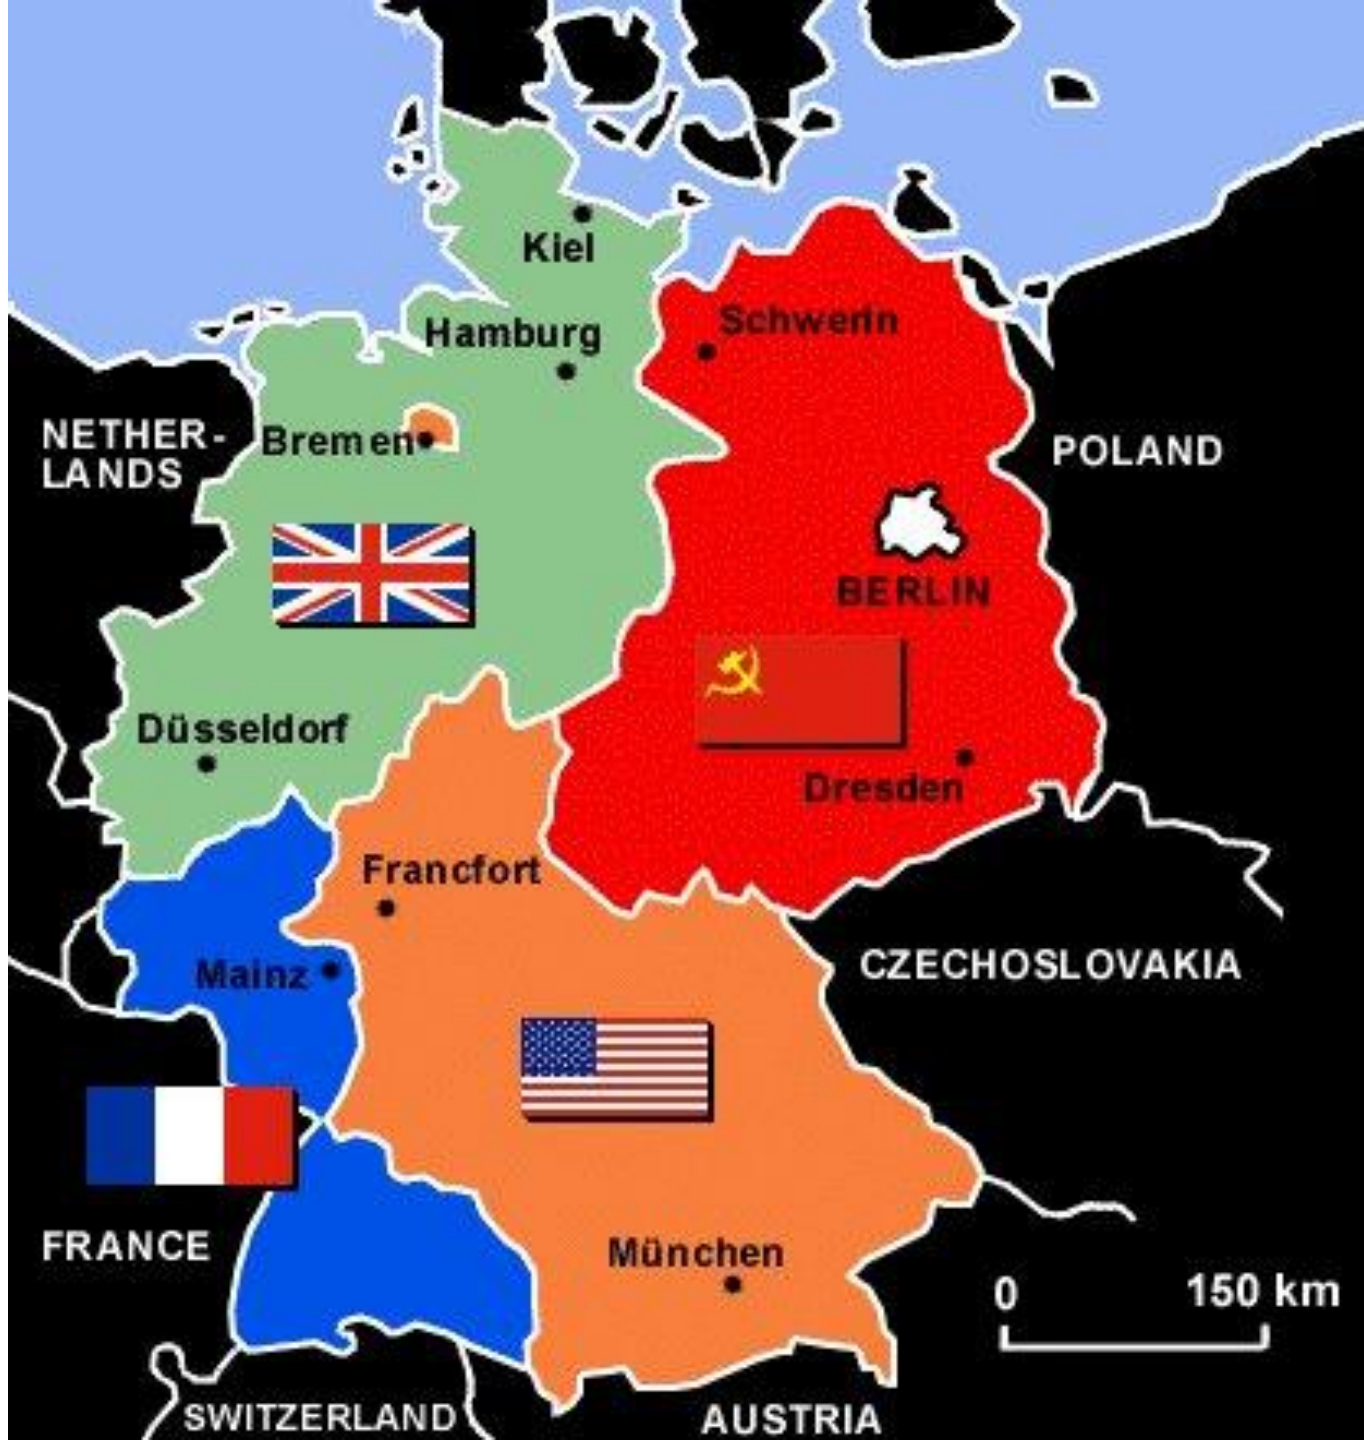 Kiel
Schwerin
Hamburg
NETHER-
LANDS
Bremen
POLAND
BERLIN
Düsseldorf
Dresden
Francfort
CZECHOSLOVAKIA
Mainz
FRANCE
München
0 150 km
SWITZERLAND
AUSTRIA